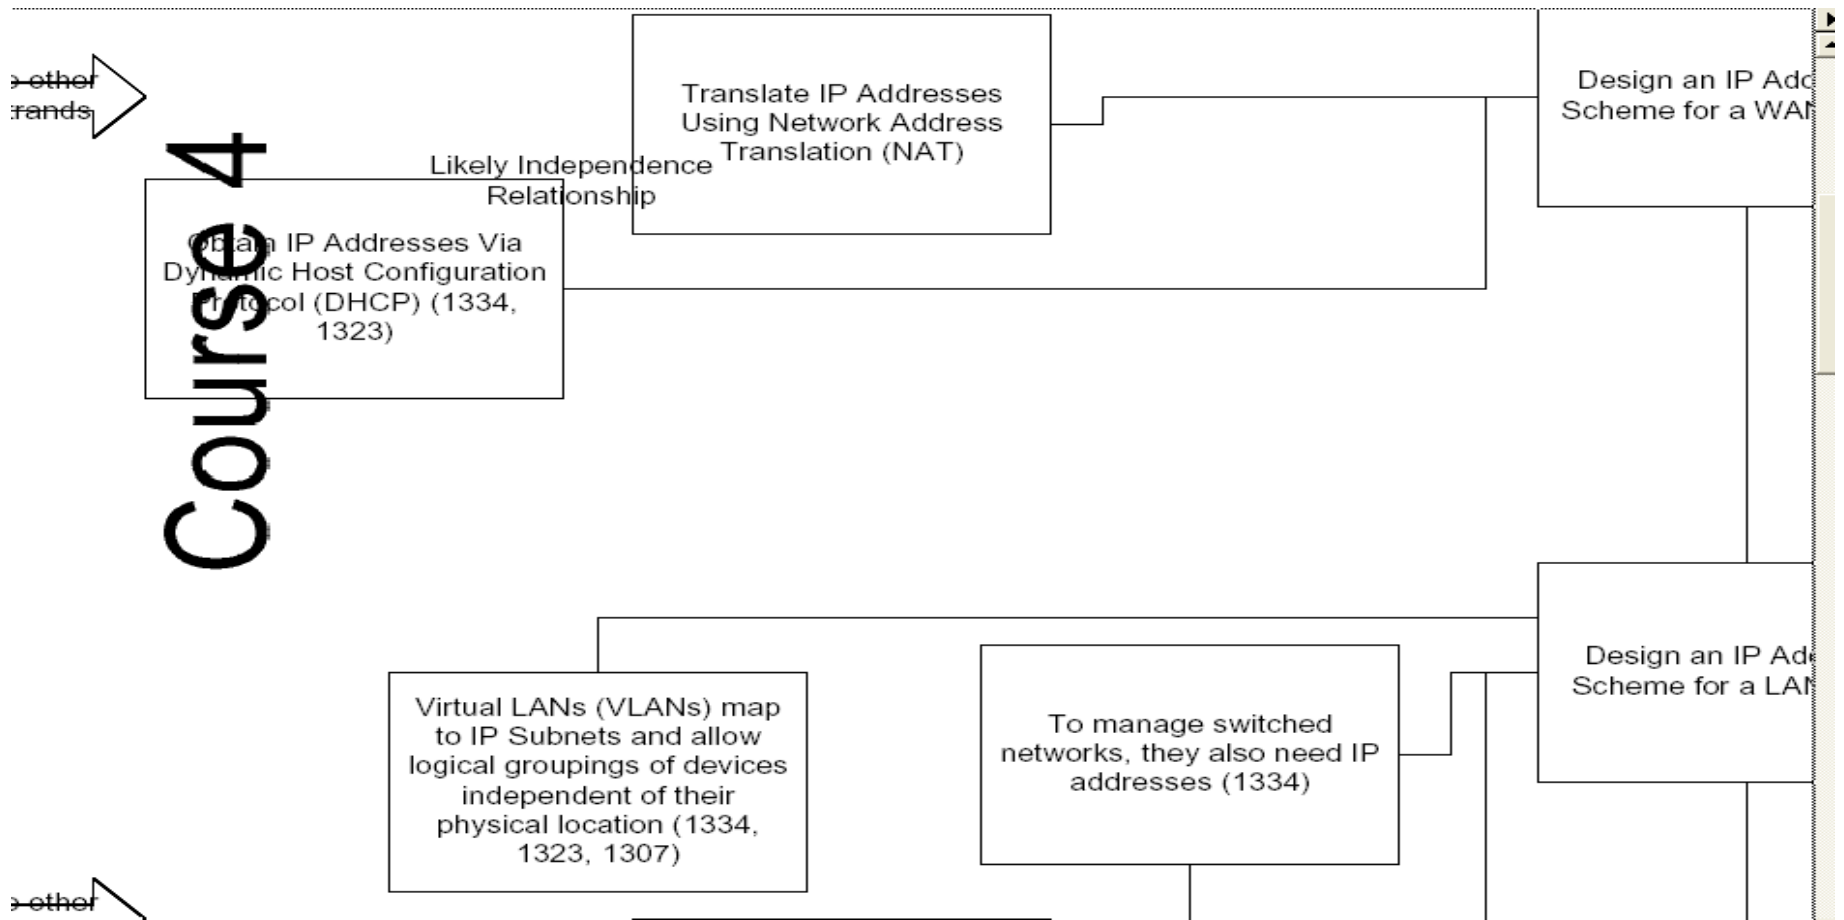 other
rands
Course 4
Likely Independence
Relationship
Translate IP Addresses
Using Network Address
Translation (NAT)
Design an IP Add
Scheme for a WAN
Obtain IP Addresses Via
Dynamic Host Configuration
Protocol (DHCP) (1334,
1323)
Virtual LANs (VLANs) map
to IP Subnets and allow
logical groupings of devices
independent of their
physical location (1334,
1323, 1307)
To manage switched
networks, they also need IP
addresses (1334)
Design an IP Add
Scheme for a LAN
other